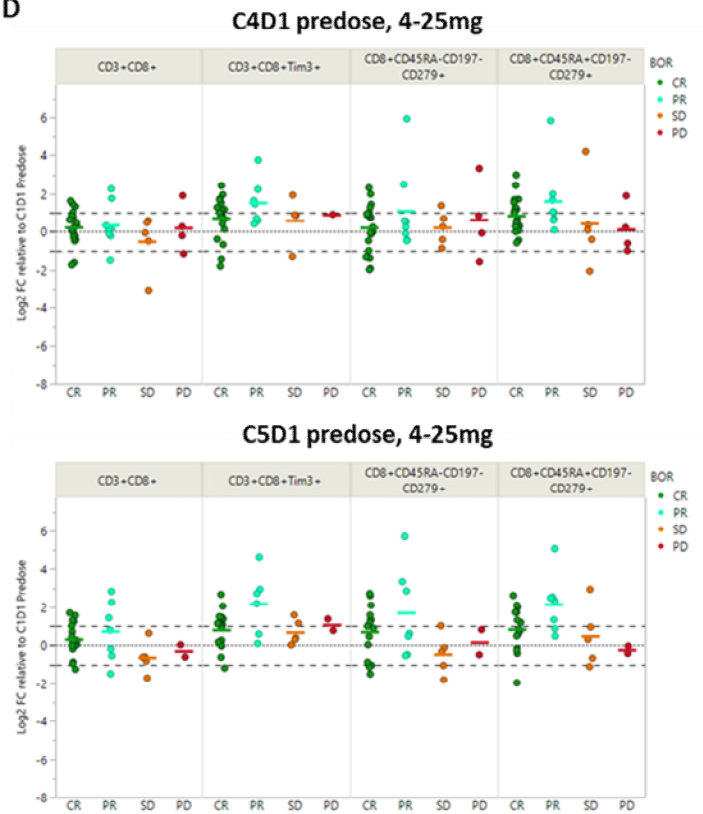 D
C4D1 predose, 4-25mg
CD3+CD8+ CD3+CD8+Tim3+ CD8+CD45RA-CD197- CD8+CD45RA+CD197- BOR
CD279+ CD279+
CR
PR
SD
PD
Log2 FC relative to C1D1 Predose
6
4
2
0
-2
-4
-6
-8
CR PR SD PD CR PR SD PD CR PR SD PD CR PR SD PD
C5D1 predose, 4-25mg
CD3+CD8+ CD3+CD8+Tim3+ CD8+CD45RA-CD197- CD8+CD45RA+CD197- BOR
CD279+ CD279+
CR
PR
SD
PD
Log2 FC relative to C1D1 Predose
6
4
2
0
-2
-4
-6
-8
CR PR SD PD CR PR SD PD CR PR SD PD CR PR SD PD